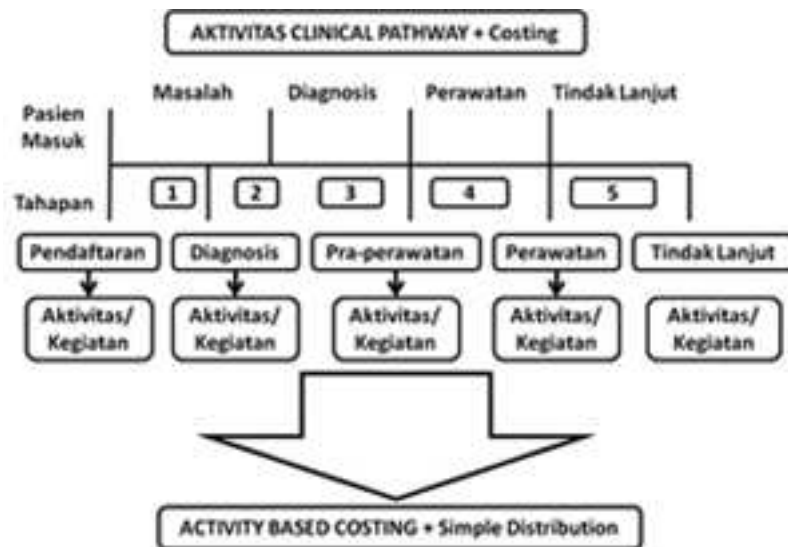 AKTIVITAS CLINICAL PATHWAY + Costing
Masalah Diagnosis Perawatan Tindak Lanjut
Pasien
Masuk
Tahapan 1 2 3 4 5
Pendaftaran Diagnosis Pra-perawatan Perawatan Tindak Lanjut
Aktivitas/ Aktivitas/ Aktivitas/ Aktivitas/ Aktivitas/
Kegiatan Kegiatan Kegiatan Kegiatan Kegiatan
ACTIVITY BASED COSTING + Simple Distribution